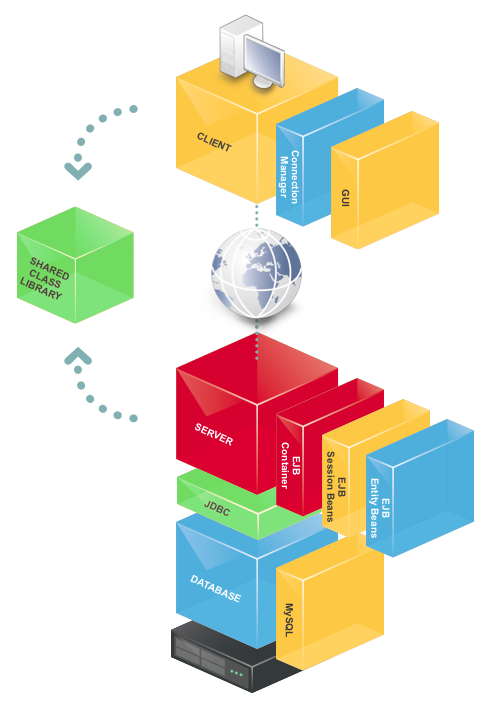 CLIENT
Connection
Manager
GUI
SHARED
CLASS
LIBRARY
SERVER
EJB
Container
EJB
Session Beans
EJB
Entity Beans
JDBC
DATABASE
MySQL